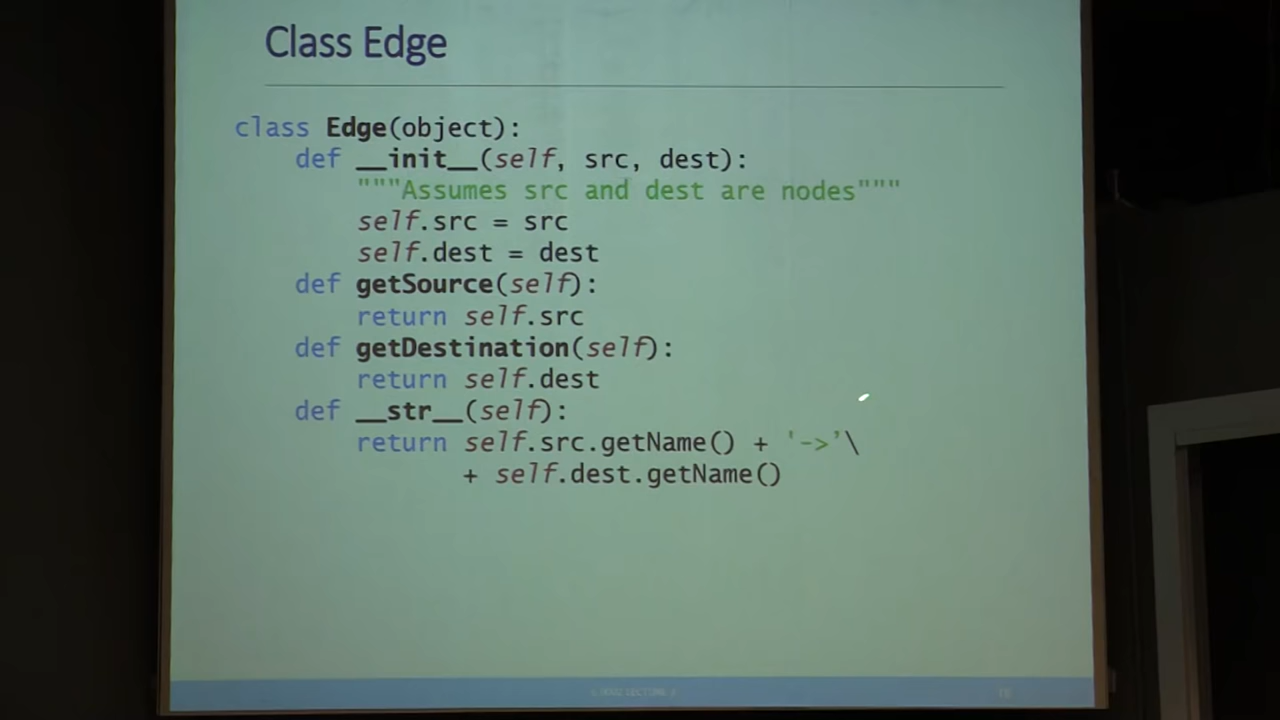 Class Edge
class Edge(object):
def __init__(self, src, dest):
"""Assumes src and dest are nodes"""
self.src = src
self.dest = dest
def getSource(self):
return self.src
def getDestination(self):
return self.dest
def __str__(self):
return self.src.getName() + '->'\
+ self.dest.getName()
LECTURE